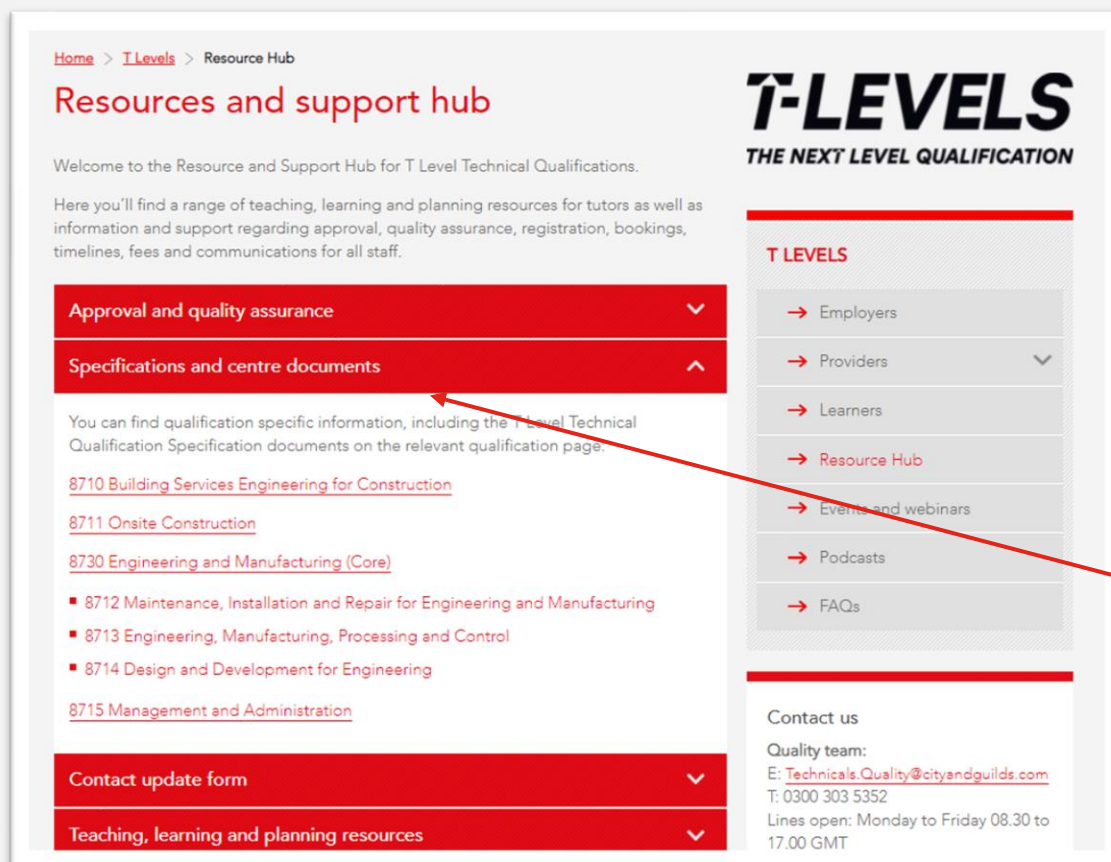 Home > T Levels > Resource Hub
Resources and support hub
Welcome to the Resource and Support Hub for T Level Technical Qualifications.
Here you'll find a range of teaching, learning and planning resources for tutors as well as
information and support regarding approval, quality assurance, registration, bookings,
timelines, fees and communications for all staff.
Approval and quality assurance
Specifications and centre documents
You can find qualification specific information, including the T Level Technical
Qualification Specification documents on the relevant qualification page.
8710 Building Services Engineering for Construction
8711 Onsite Construction
8730 Engineering and Manufacturing (Core)
8712 Maintenance, Installation and Repair for Engineering and Manufacturing
8713 Engineering, Manufacturing, Processing and Control
8714 Design and Development for Engineering
8715 Management and Administration
Contact update form
Teaching, learning and planning resources
T-LEVELS
THE NEXT LEVEL QUALIFICATION
T LEVELS
Employers
Providers
Learners
Resource Hub
Events and webinars
Podcasts
FAQs
Contact us
Quality team:
E: Technicals.Quality@cityandguilds.com
T: 0300 303 5352
Lines open: Monday to Friday 08.30 to
17.00 GMT